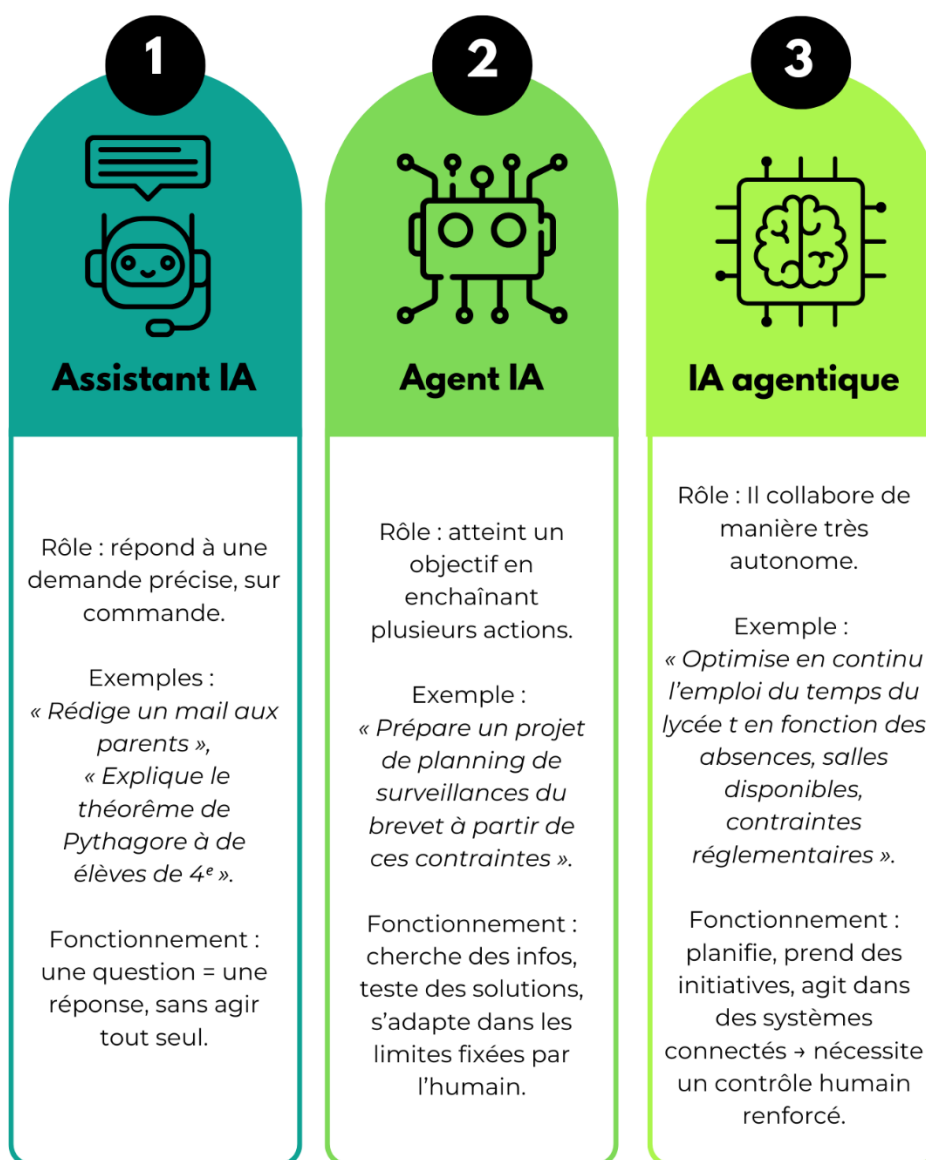 1
Assistant IA
Rôle : répond à une
demande précise, sur
commande.
Exemples :
« Rédige un mail aux
parents »,
« Explique le
théorême de
Pythagore à de
élèves de 4ᵉ ».
Fonctionnement :
une question = une
réponse, sans agir
tout seul.
2
Agent IA
Rôle : atteint un
objectif en
enchaînant
plusieurs actions.
Exemple :
« Prépare un projet
de planning de
surveillances du
brevet à partir de
ces contraintes ».
Fonctionnement :
cherche des infos,
teste des solutions,
s’adapte dans les
limites fixées par
l’humain.
3
IA agentique
Rôle : Il collabore de
manière très
autonome.
Exemple :
« Optimise en continu
l’emploi du temps du
lycée t en fonction des
absences, salles
disponibles,
contraintes
réglementaires ».
Fonctionnement :
planifie, prend des
initiatives, agit dans
des systèmes
connectés → nécessite
un contrôle humain
renforcé.